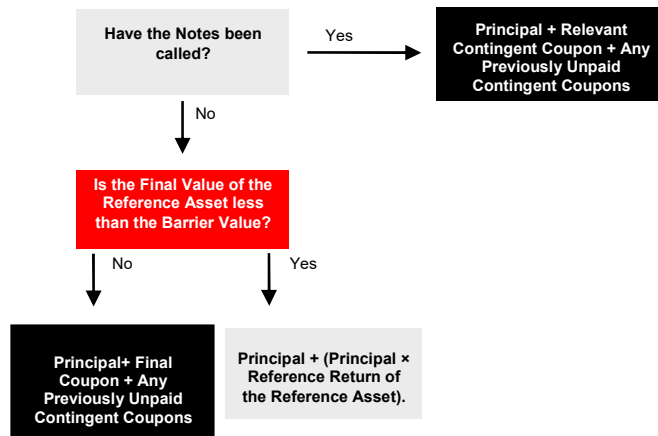 Have the Notes been
called?
Yes
Principal + Relevant
Contingent Coupon + Any
Previously Unpaid
Contingent Coupons
No
Is the Final Value of the
Reference Asset less
than the Barrier Value?
No
Yes
Principal+ Final
Coupon + Any
Previously Unpaid
Contingent Coupons
Principal + (Principal ×
Reference Return of
the Reference Asset).